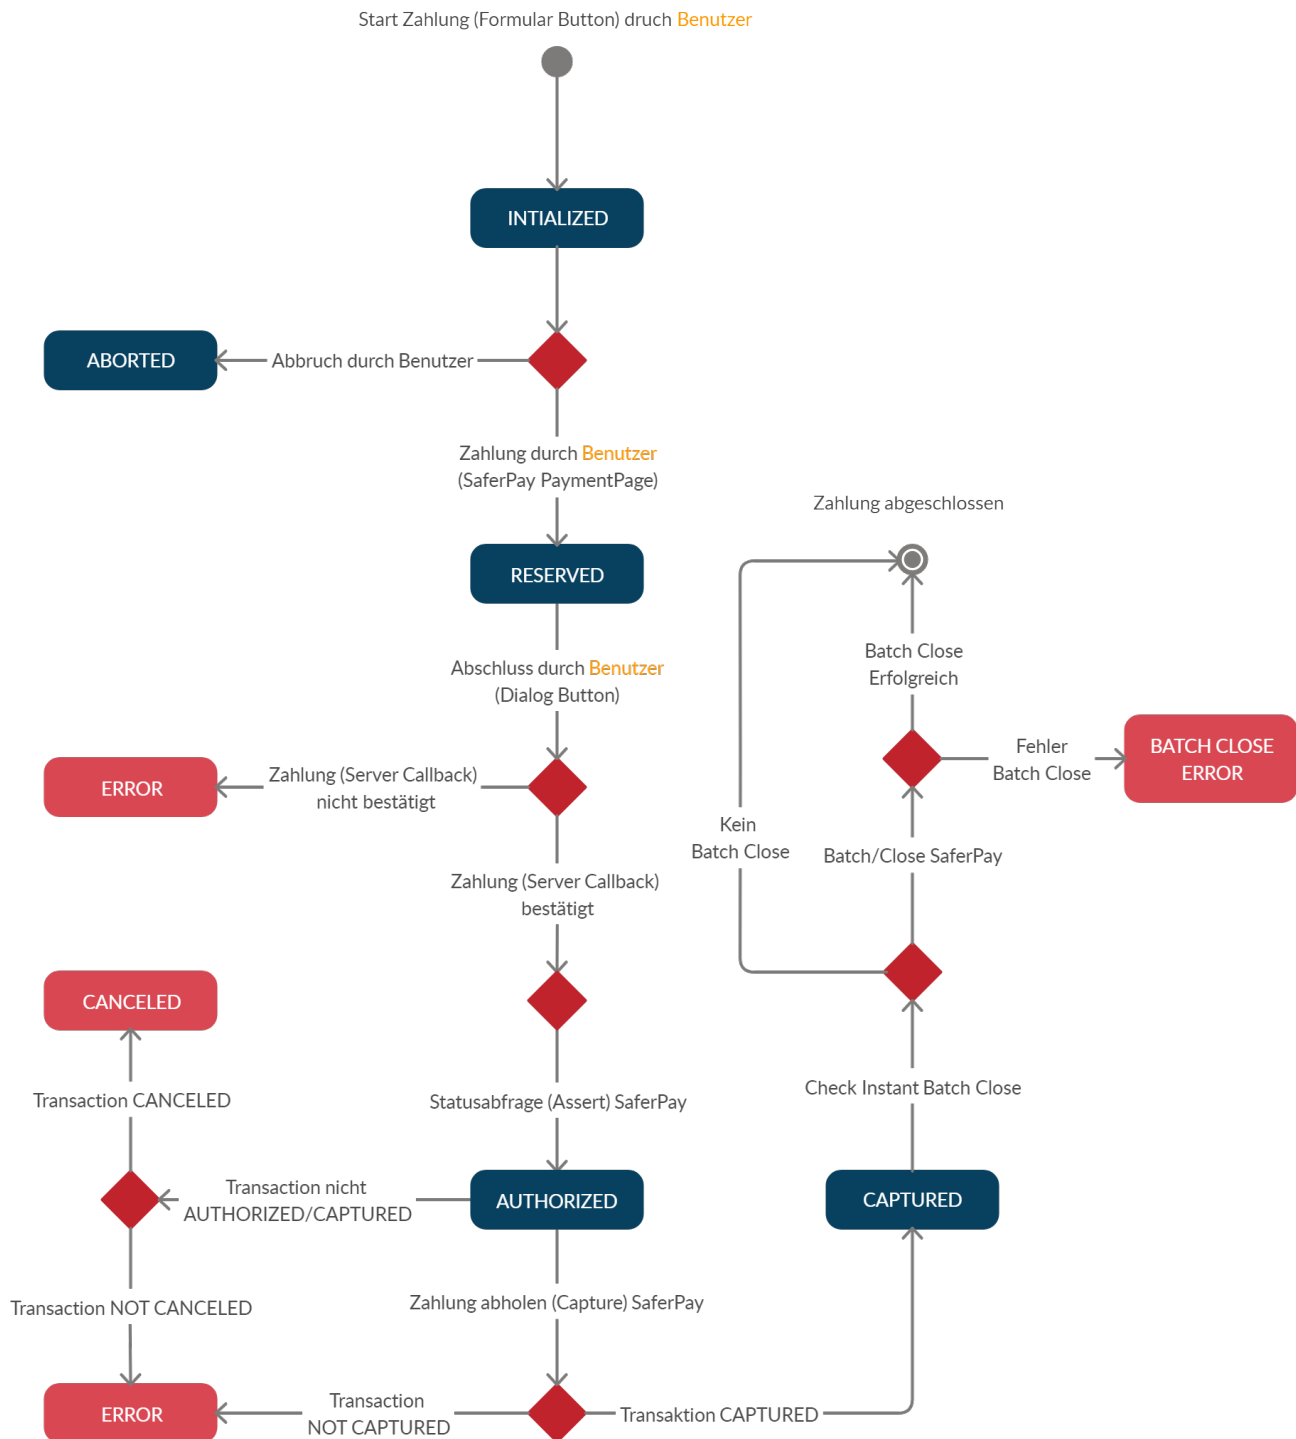 Start Zahlung (Formular Button) druch Benutzer
INTIALIZED
ABORTED
Abbruch durch Benutzer
Zahlung durch Benutzer
(SaferPay PaymentPage)
RESERVED
Abschluss durch Benutzer
(Dialog Button)
ERROR
Zahlung (Server Callback)
nicht bestätigt
Zahlung (Server Callback)
bestätigt
CANCELED
Transaction CANCELED
Statusabfrage (Assert) SaferPay
Transaction nicht
AUTHORIZED/CAPTURED
AUTHORIZED
Transaction NOT CANCELED
Zahlung abholen (Capture) SaferPay
ERROR
Transaction
NOT CAPTURED
Transaktion CAPTURED
CAPTURED
Check Instant Batch Close
Kein
Batch Close
Batch/Close SaferPay
Fehler
Batch Close
BATCH CLOSE
ERROR
Batch Close
Erfolgreich
Zahlung abgeschlossen